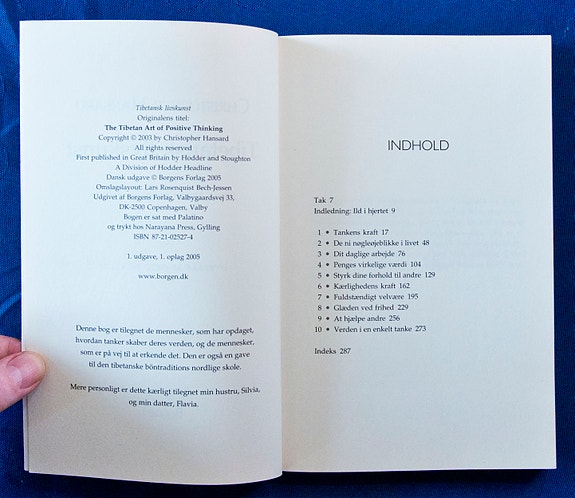 Tibetansk livskunst
Originalens titel:
The Tibetan Art of Positive Thinking
Copyright © 2003 by Christopher Hansard
All rights reserved
First published in Great Britain by Hodder and Stoughton
A Division of Hodder Headline
Dansk udgave © Borgens Forlag 2005
Omslagslayout: Lars Rosenquist Bech-Jessen
Udgivet af Borgens Forlag, Valbygaardsvej 33,
DK-2500 Copenhagen, Valby
Bogen er sat med Palatino
og trykt hos Narayana Press, Gylling
ISBN 87-21-02527-4
1. udgave, 1. oplag 2005
www.borgen.dk
Denne bog er tilegnet de mennesker, som har opdaget,
hvordan tanker skaber deres verden, og de mennesker,
som er på vej til at erkende det. Den er også en gave
til den tibetanske böntraditions nordlige skole.
Mere personligt er det kærligt tilegnet min hustru, Silvia,
og min datter, Flavia.
INDHOLD
Tak 7
Indledning: Ild i hjertet 9
1 • Tankens kraft 17
2 • De ni nøgleøjeblikke i livet 48
3 • Dit daglige arbejde 76
4 • Penges virkelige værdi 104
5 • Styrk dine forhold til andre 129
6 • Kærlighedens kraft 162
7 • Fuldstændigt velvære 195
8 • Glæden ved frihed 229
9 • At hjælpe andre 256
10 • Verden i en enkelt tanke 273
Indeks 287